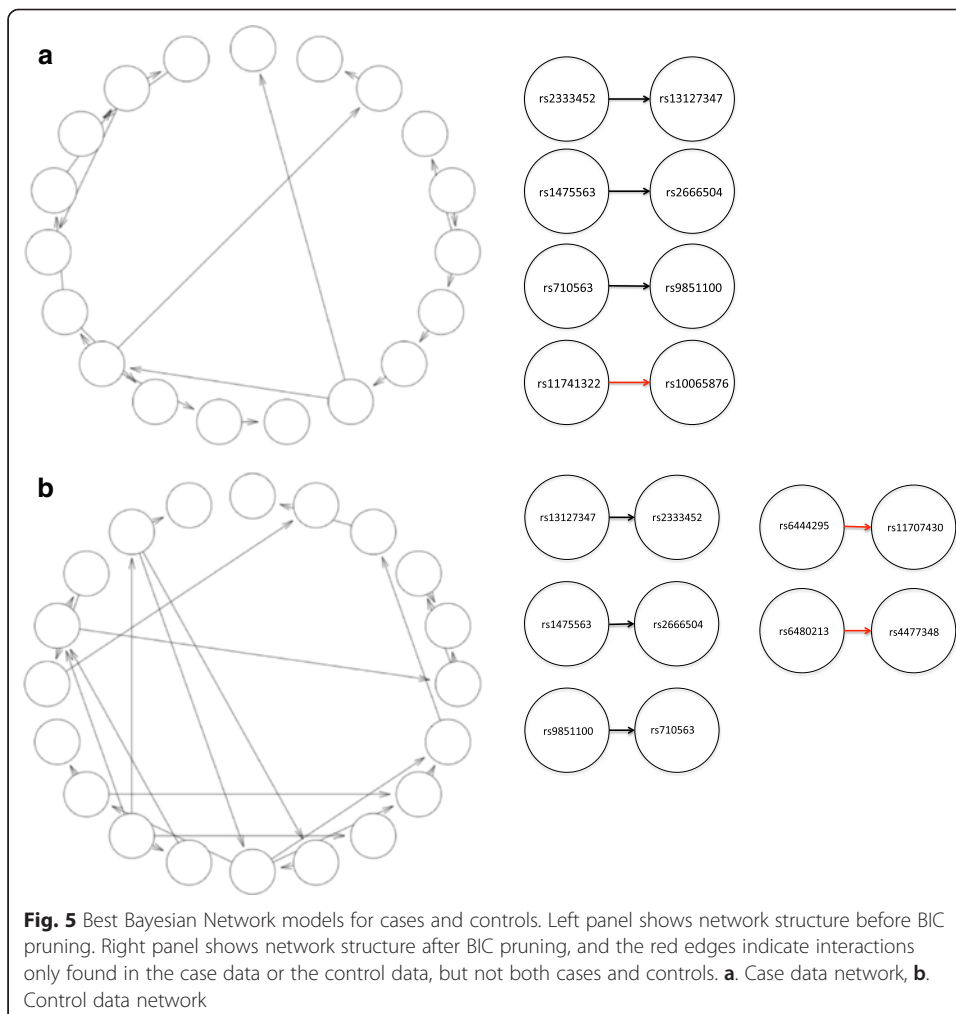 a
rs2333452 rs13127347
rs1475563 rs2666504
rs710563 rs9851100
rs11741322 rs10065876
b
rs13127347 rs2333452
rs6444295 rs11707430
rs1475563 rs2666504
rs6480213 rs4477348
rs9851100 rs710563
Fig. 5 Best Bayesian Network models for cases and controls. Left panel shows network structure before BIC
pruning. Right panel shows network structure after BIC pruning, and the red edges indicate interactions
only found in the case data or the control data, but not both cases and controls. a. Case data network, b.
Control data network